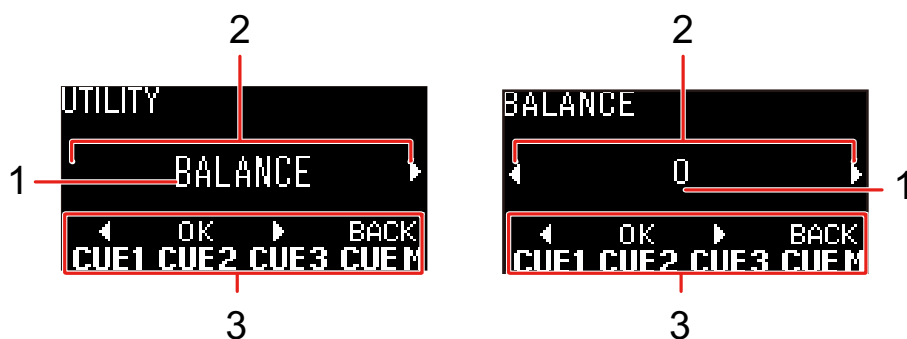 2 2
UTILITY
BALANCE
1 BALANCE ▶
◀ 0 ▶ 1
◀ OK ▶ BACK
CUE1 CUE2 CUE3 CUE M
◀ OK ▶ BACK
CUE1 CUE2 CUE3 CUE M
3 3